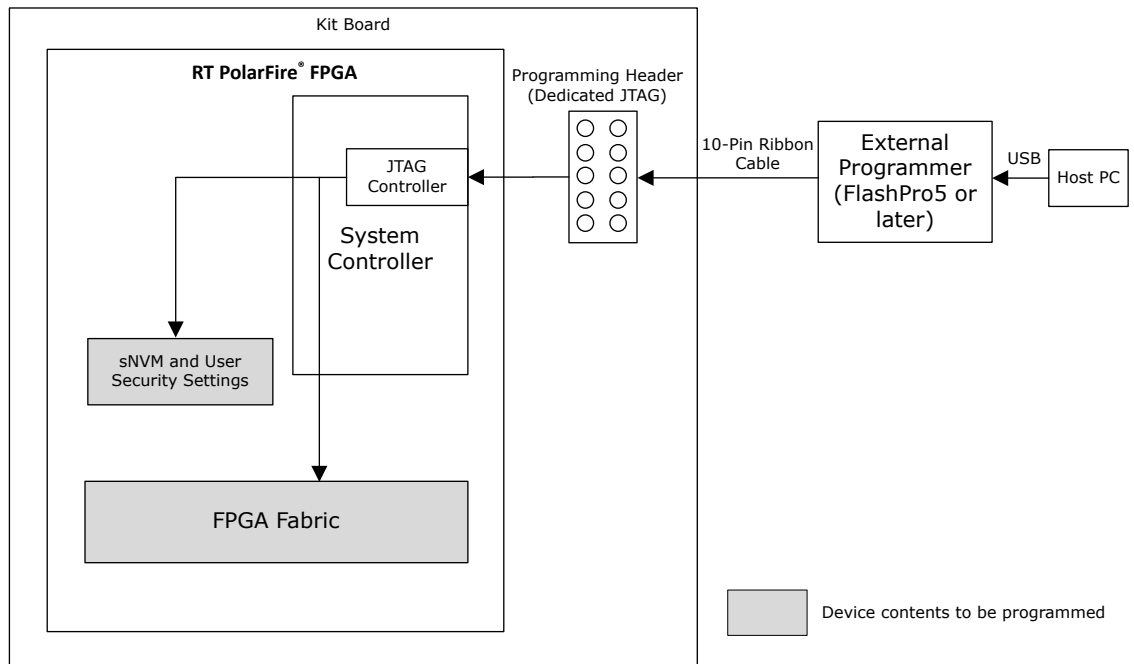 Kit Board
RT PolarFire® FPGA
Programming Header
(Dedicated JTAG)
JTAG
Controller
System
Controller
10-Pin Ribbon
Cable
External
Programmer
(FlashPro5 or
later)
USB
Host PC
sNVM and User
Security Settings
FPGA Fabric
Device contents to be programmed